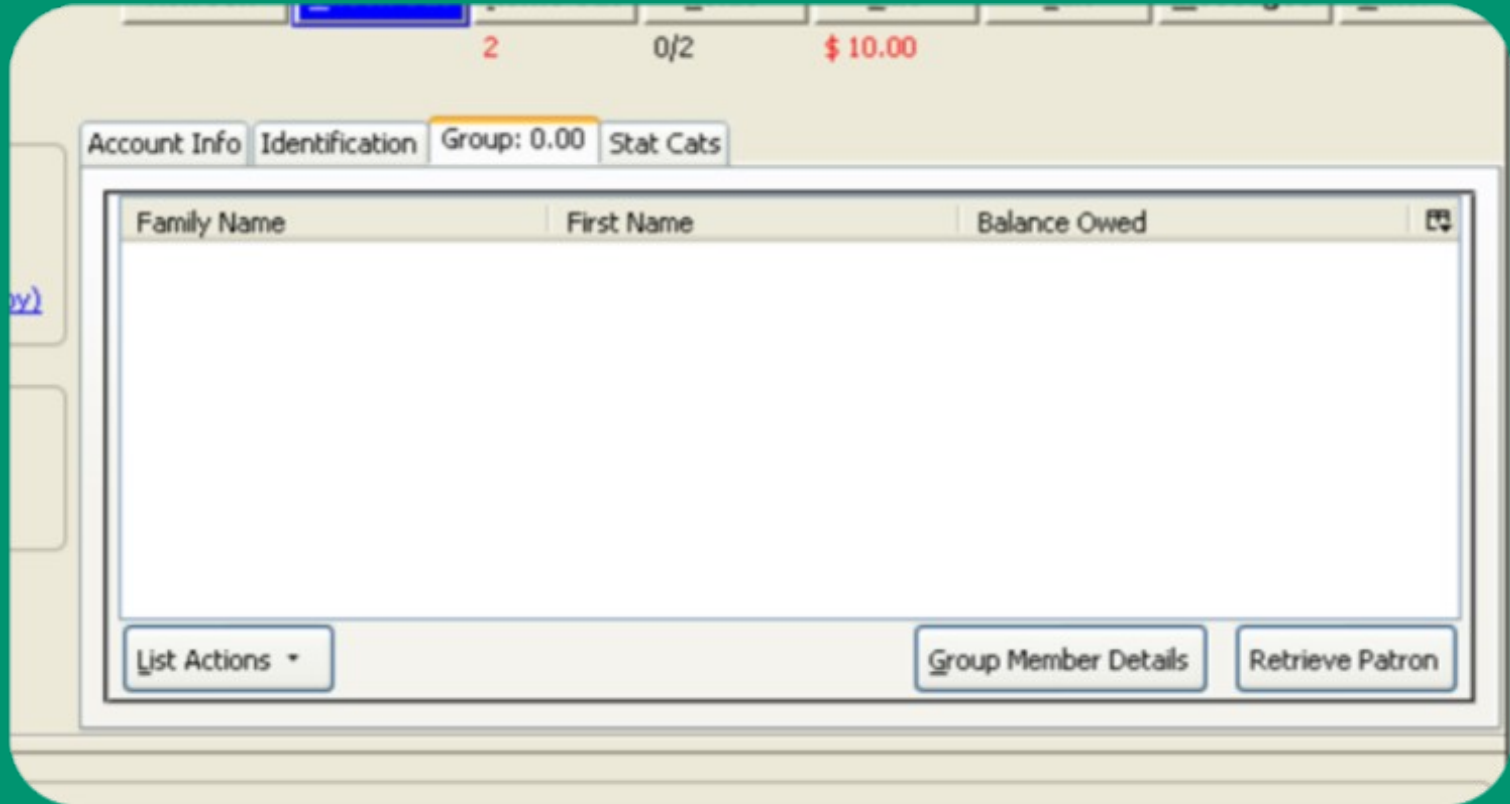 2 0/2 $ 10.00
Account Info Identification Group: 0.00 Stat Cats
Family Name First Name Balance Owed
List Actions Group Member Details Retrieve Patron